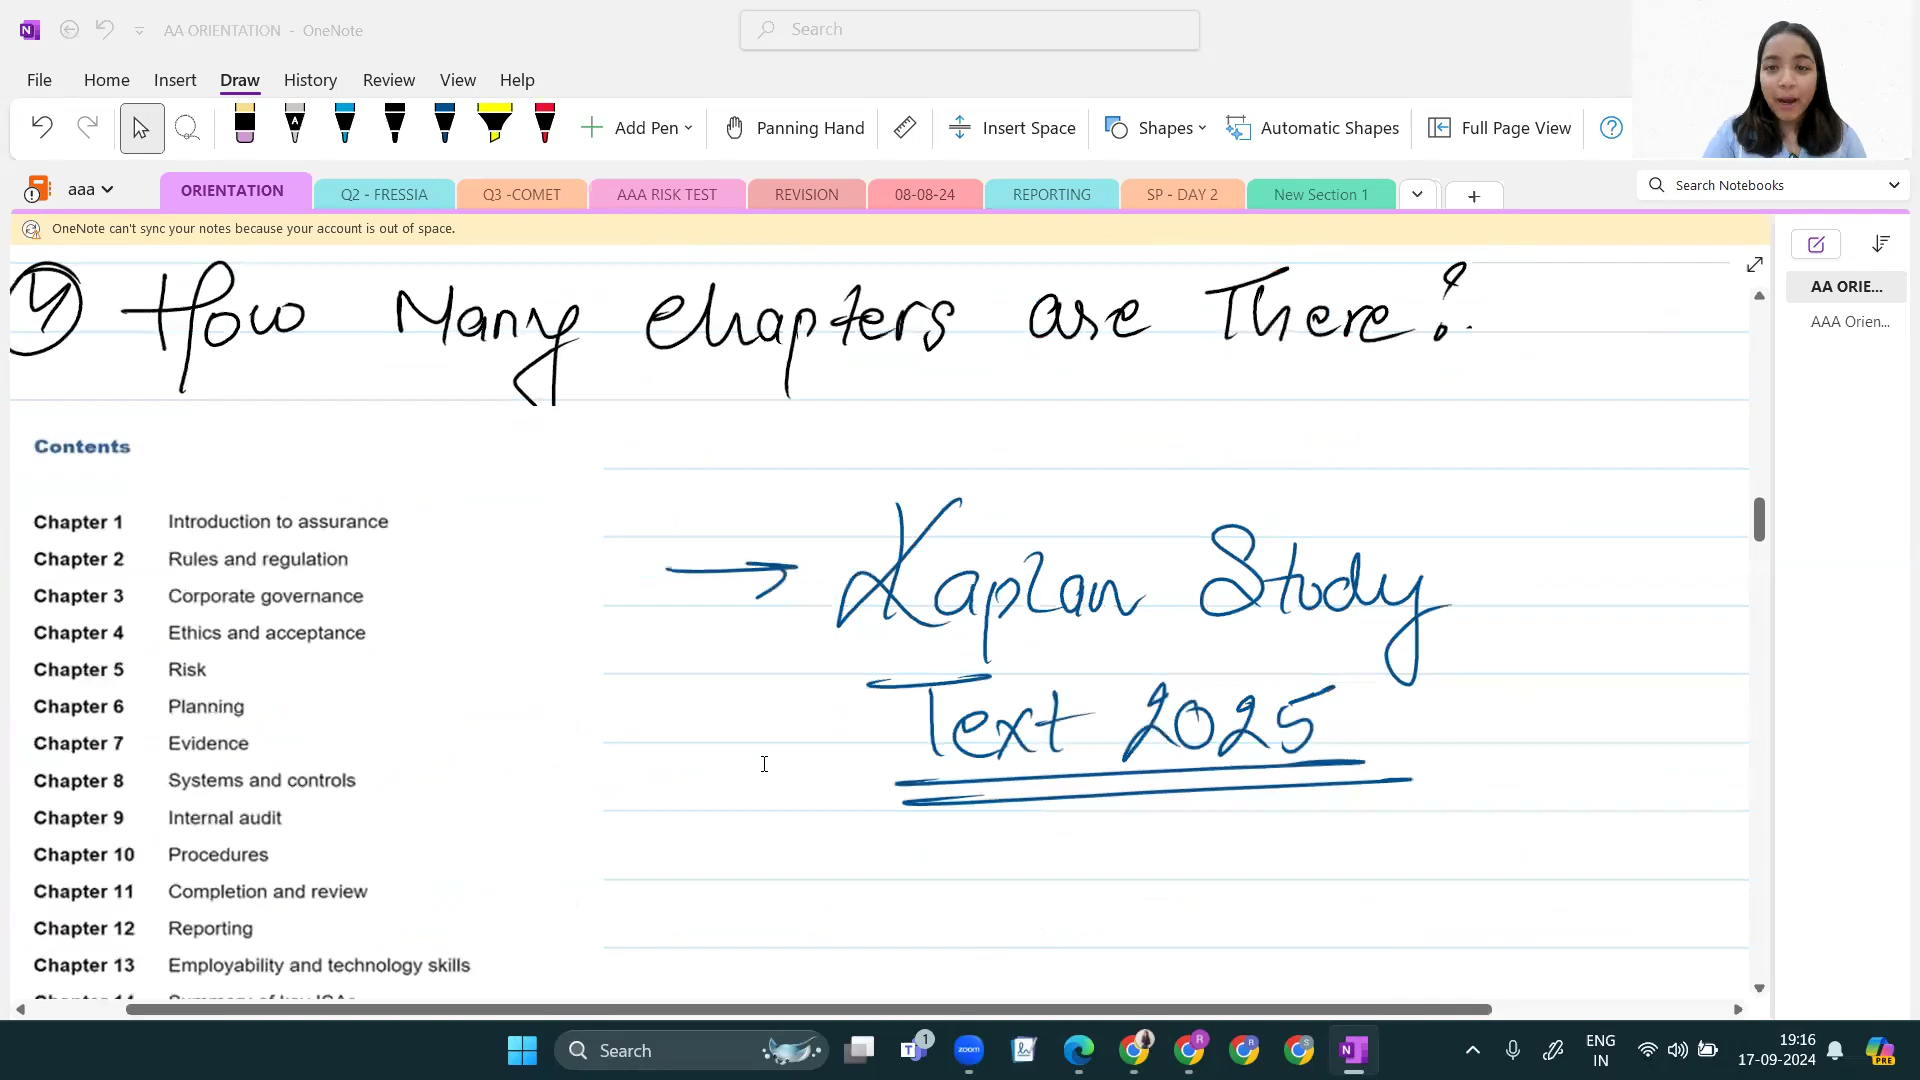 AA ORIENTATION - OneNote
Search
File Home Insert Draw History Review View Help
Add Pen Panning Hand Insert Space Shapes Automatic Shapes Full Page View
aaa ORIENTATION Q2 - FRESSIA Q3 -COMET AAA RISK TEST REVISION 08-08-24 REPORTING SP - DAY 2 New Section 1
Search Notebooks
OneNote can't sync your notes because your account is out of space.
AA ORIE...
AAA Orien...
How Many chapters are There?
Contents
Chapter 1 Introduction to assurance
Chapter 2 Rules and regulation
Chapter 3 Corporate governance
Chapter 4 Ethics and acceptance
Chapter 5 Risk
Chapter 6 Planning
Chapter 7 Evidence
Chapter 8 Systems and controls
Chapter 9 Internal audit
Chapter 10 Procedures
Chapter 11 Completion and review
Chapter 12 Reporting
Chapter 13 Employability and technology skills
→ Kaplan Study
Text 2025
Search
1
zoom
R
ENG
IN
19:16
17-09-2024
PRE